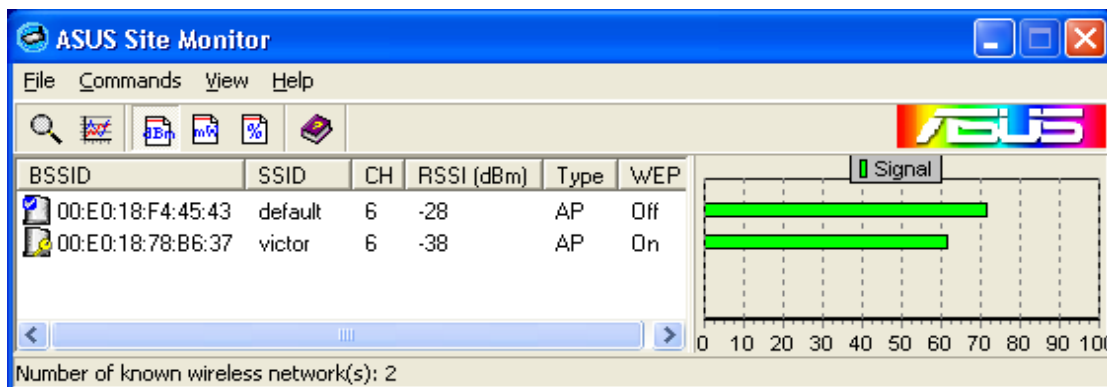 ASUS Site Monitor
File Commands View Help
dBm mW %
ASUS
BSSID SSID CH RSSI (dBm) Type WEP
00:E0:18:F4:45:43 default 6 -28 AP Off
00:E0:18:78:B6:37 victor 6 -38 AP On
Signal
0 10 20 30 40 50 60 70 80 90 100
Number of known wireless network(s): 2